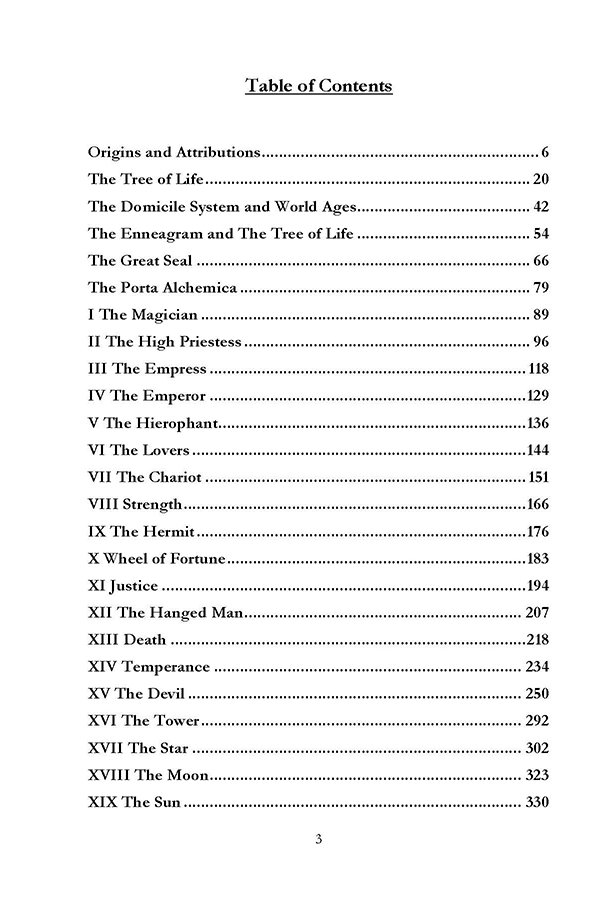 Table of Contents
Origins and Attributions................................................................. 6
The Tree of Life........................................................................... 20
The Domicile System and World Ages........................................ 42
The Enneagram and The Tree of Life ........................................ 54
The Great Seal ............................................................................. 66
The Porta Alchemica ................................................................... 79
I The Magician ............................................................................ 89
II The High Priestess .................................................................. 96
III The Empress ......................................................................... 118
IV The Emperor .........................................................................129
V The Hierophant.......................................................................136
VI The Lovers .............................................................................144
VII The Chariot .......................................................................... 151
VIII Strength...............................................................................166
IX The Hermit ............................................................................176
X Wheel of Fortune.....................................................................183
XI Justice ....................................................................................194
XII The Hanged Man................................................................ 207
XIII Death ..................................................................................218
XIV Temperance ....................................................................... 234
XV The Devil ............................................................................. 250
XVI The Tower.......................................................................... 292
XVII The Star ............................................................................ 302
XVIII The Moon........................................................................ 323
XIX The Sun .............................................................................. 330
3